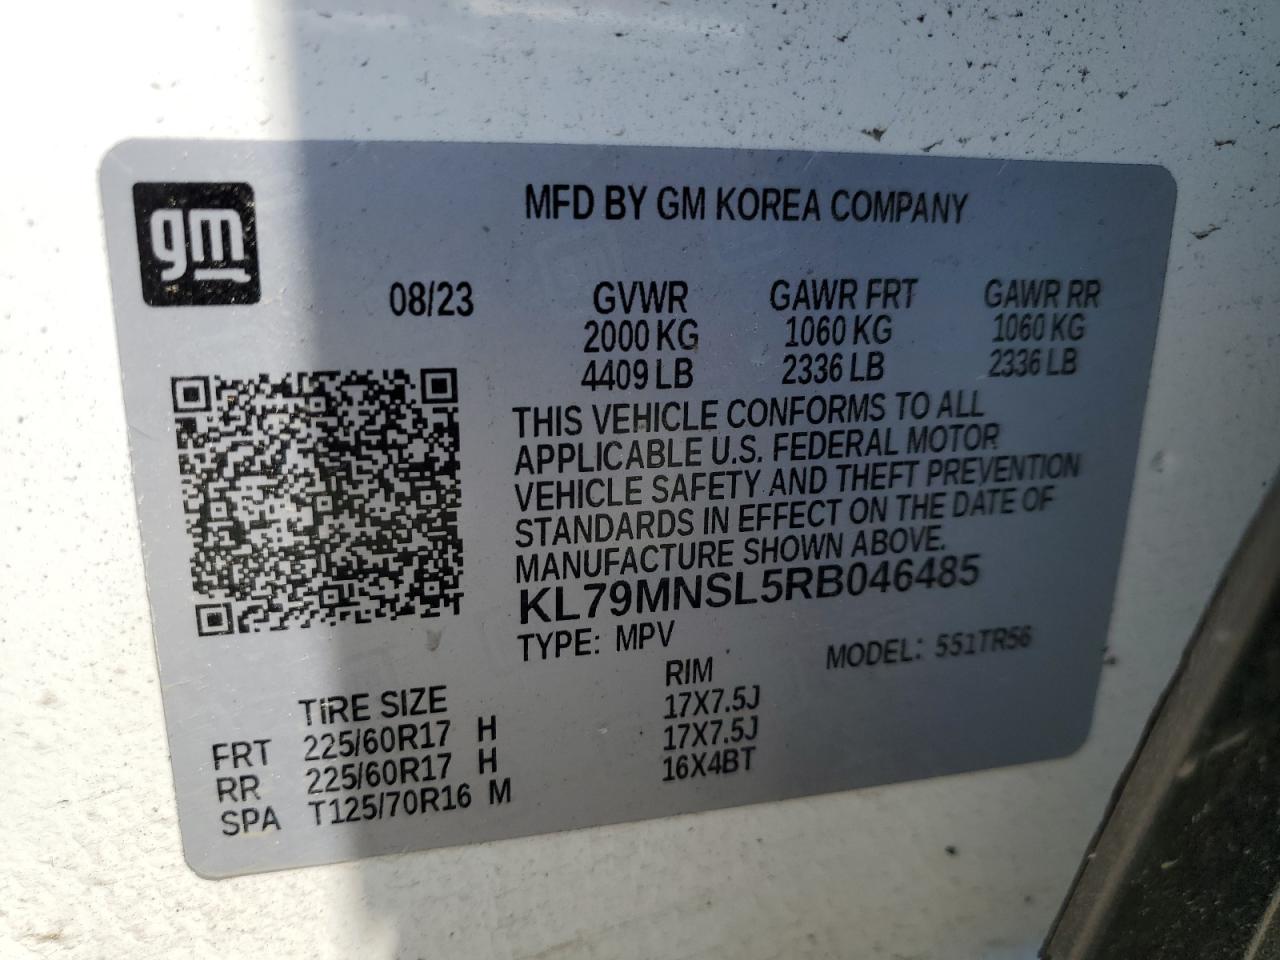 gm
MFD BY GM KOREA COMPANY
08/23
GVWR GAWR FRT GAWR RR
2000 KG 1060 KG 1060 KG
4409 LB 2336 LB 2336 LB
THIS VEHICLE CONFORMS TO ALL
APPLICABLE U.S. FEDERAL MOTOR
VEHICLE SAFETY AND THEFT PREVENTION
STANDARDS IN EFFECT ON THE DATE OF
MANUFACTURE SHOWN ABOVE.
KL79MNSL5RB046485
TYPE: MPV MODEL: 551TR56
TIRE SIZE RIM
FRT 225/60R17 H 17X7.5J
RR 225/60R17 H 17X7.5J
SPA T125/70R16 M 16X4BT